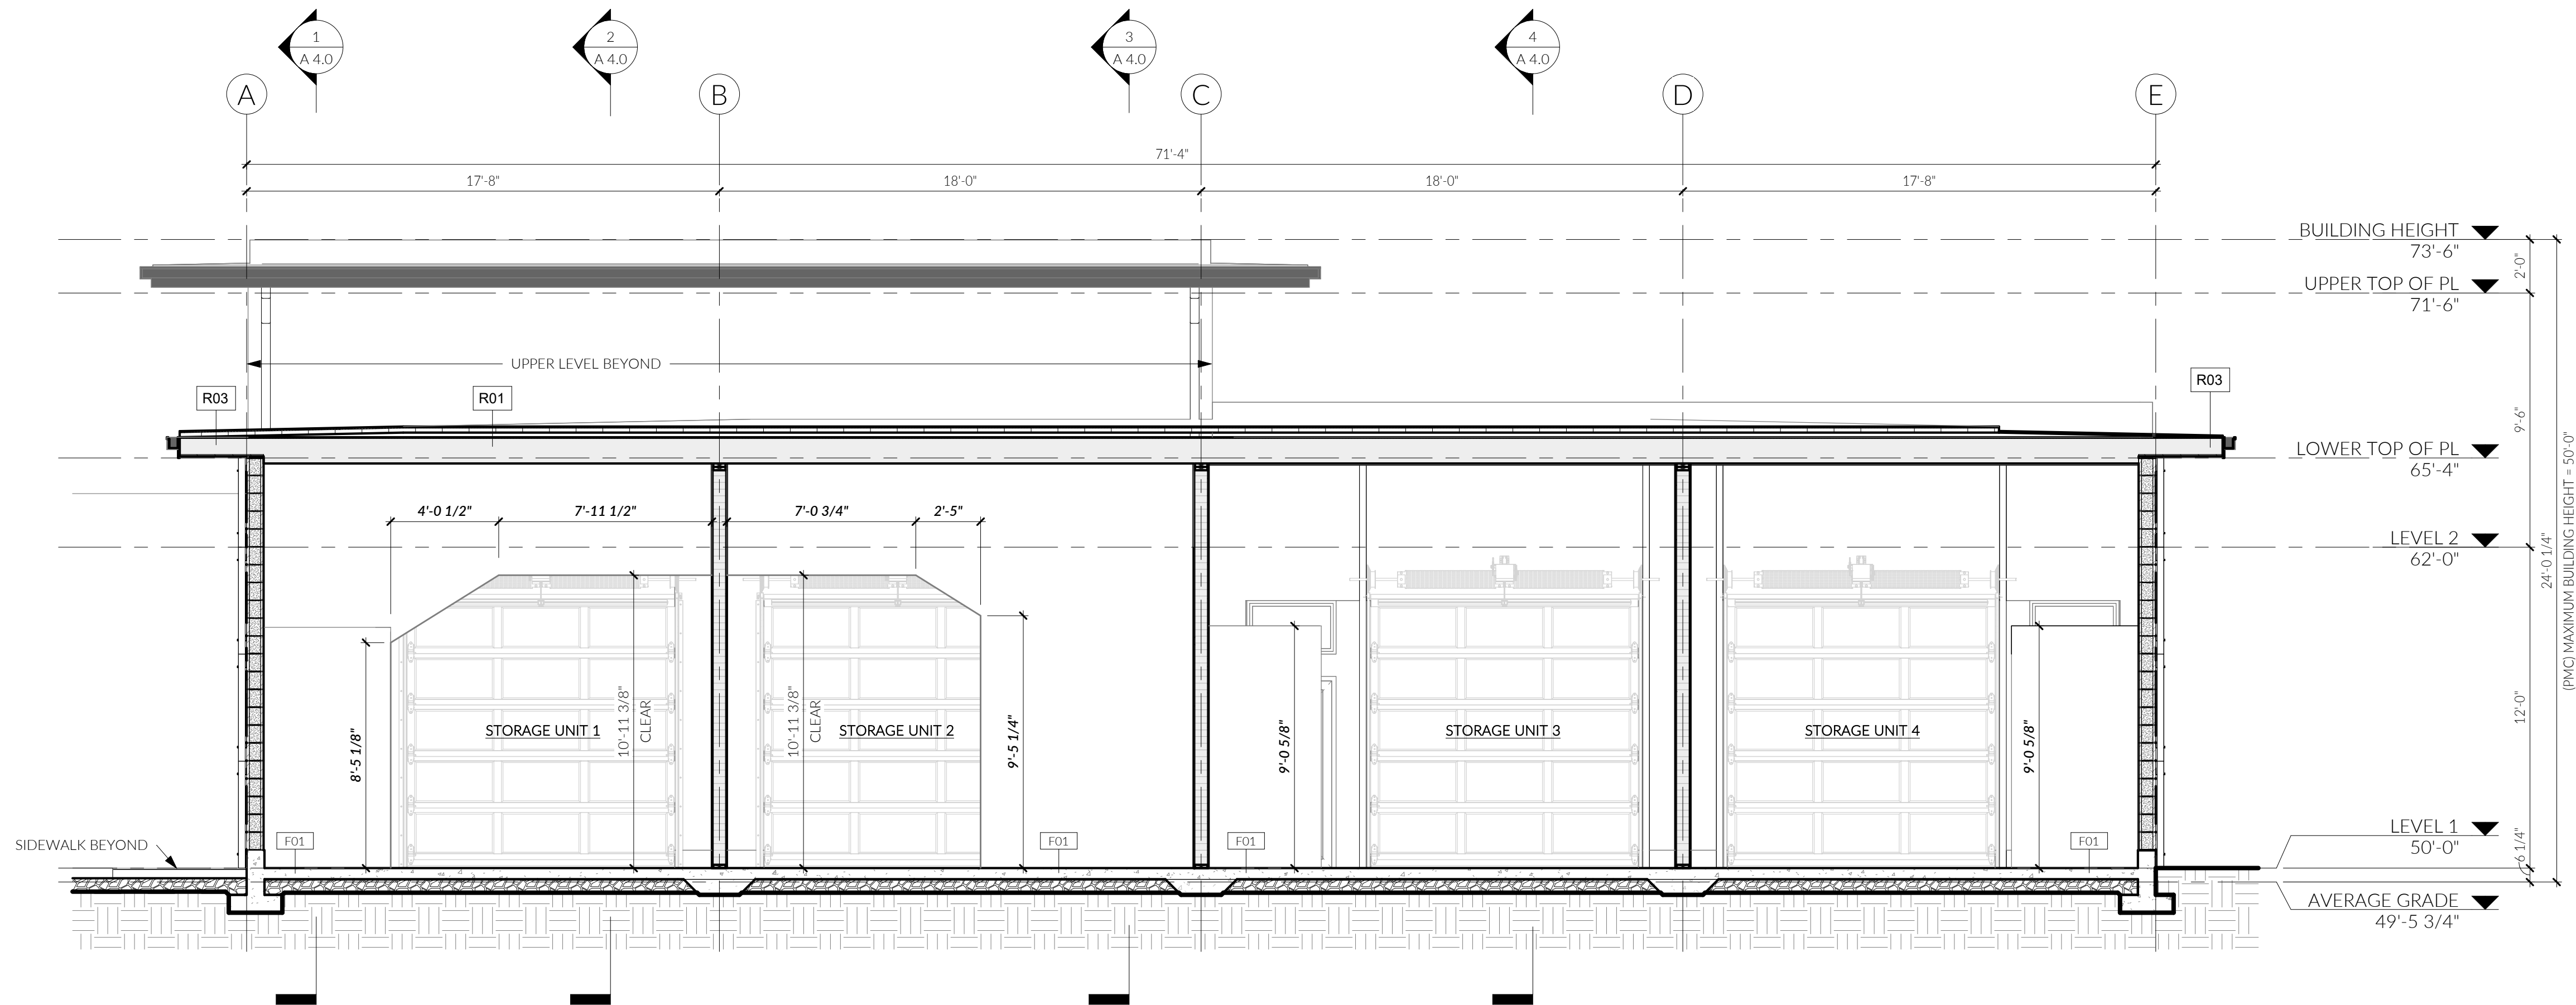 1
A 4.0
2
A 4.0
3
A 4.0
4
A 4.0
A
B
C
D
E
71'-4"
17'-8"
18'-0"
18'-0"
17'-8"
BUILDING HEIGHT
73'-6"
2'-0"
UPPER TOP OF PL
71'-6"
UPPER LEVEL BEYOND
R03
R01
R03
9'-6"
LOWER TOP OF PL
65'-4"
4'-0 1/2"
7'-11 1/2"
7'-0 3/4"
2'-5"
LEVEL 2
62'-0"
24'-0 1/4"
(PMC) MAXIMUM BUILDING HEIGHT = 50'-0"
8'-5 1/8"
STORAGE UNIT 1
10'-11 3/8"
CLEAR
10'-11 3/8"
CLEAR
STORAGE UNIT 2
9'-5 1/4"
9'-0 5/8"
STORAGE UNIT 3
STORAGE UNIT 4
9'-0 5/8"
12'-0"
SIDEWALK BEYOND
F01
F01
F01
F01
LEVEL 1
50'-0"
6 1/4"
AVERAGE GRADE
49'-5 3/4"